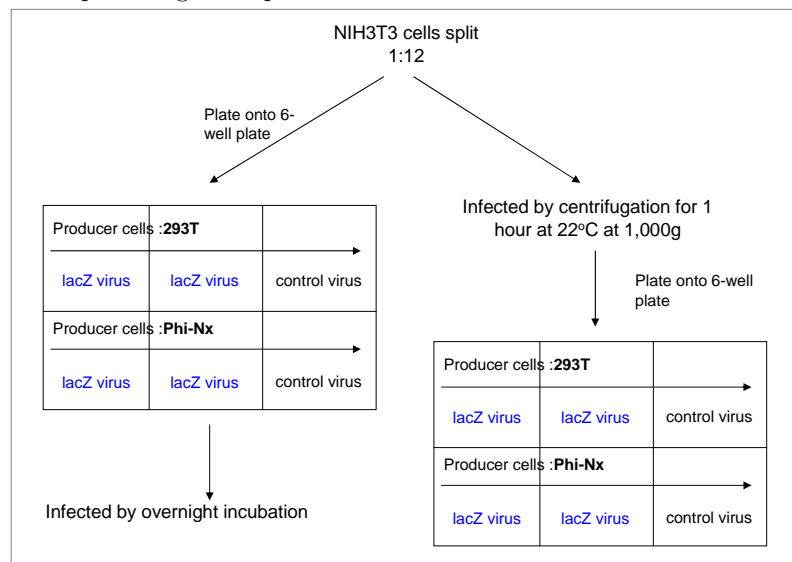 NIH3T3 cells split
1:12
Plate onto 6-
well plate
Producer cells :293T
lacZ virus lacZ virus control virus
Producer cells :Phi-Nx
lacZ virus lacZ virus control virus
Infected by overnight incubation
Infected by centrifugation for 1
hour at 22°C at 1,000g
Plate onto 6-well
plate
Producer cells :293T
lacZ virus lacZ virus control virus
Producer cells :Phi-Nx
lacZ virus lacZ virus control virus